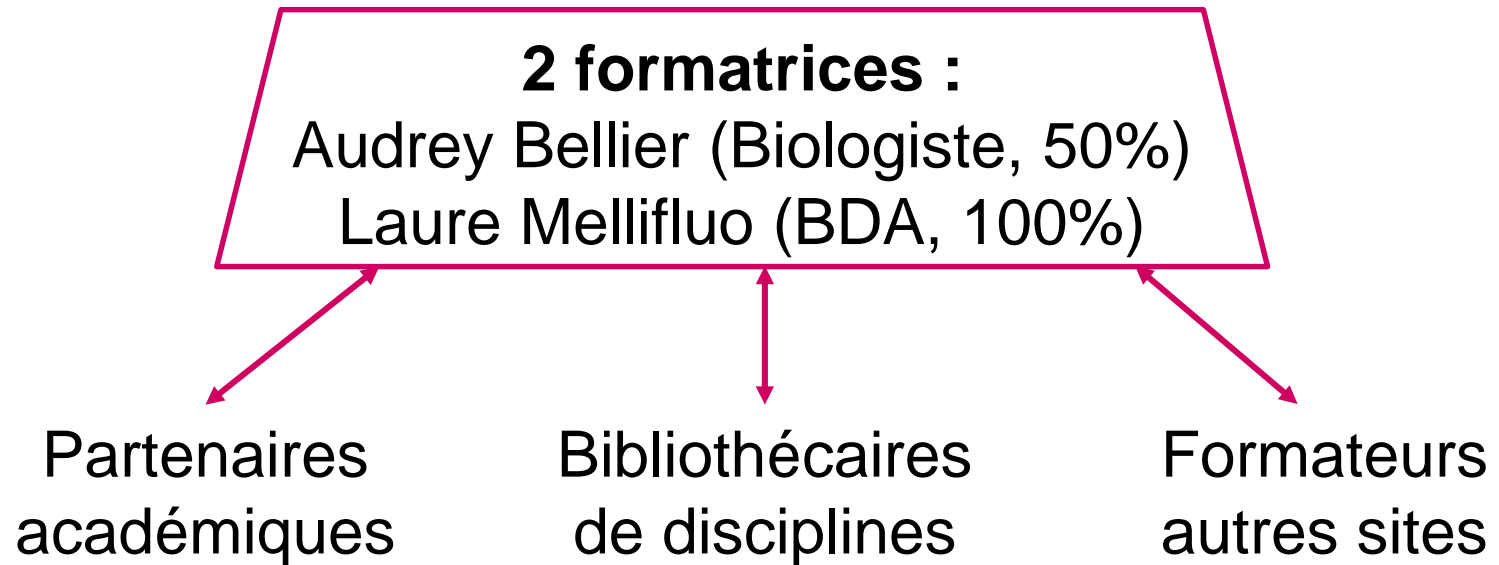 2 formatrices :
Audrey Bellier (Biologiste, 50%)
Laure Mellifluo (BDA, 100%)
Partenaires
académiques
Bibliothécaires
de disciplines
Formateurs
autres sites